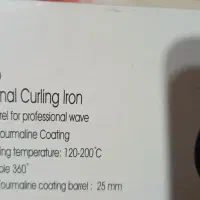 nal Curling Iron
rel for professional wave
ourmaline Coating
ing temperature: 120-200°C
ble 360°
ourmaline coating barrel : 25 mm